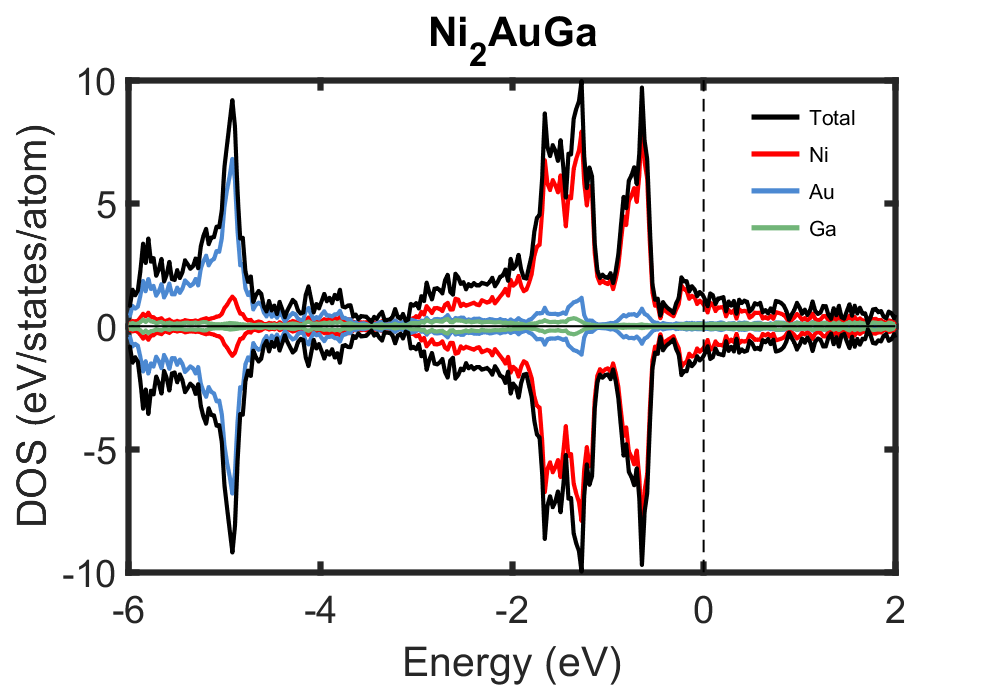 Ni2AuGa
10
5
0
-5
-10
DOS (eV/states/atom)
Total
Ni
Au
Ga
-6 -4 -2 0 2
Energy (eV)